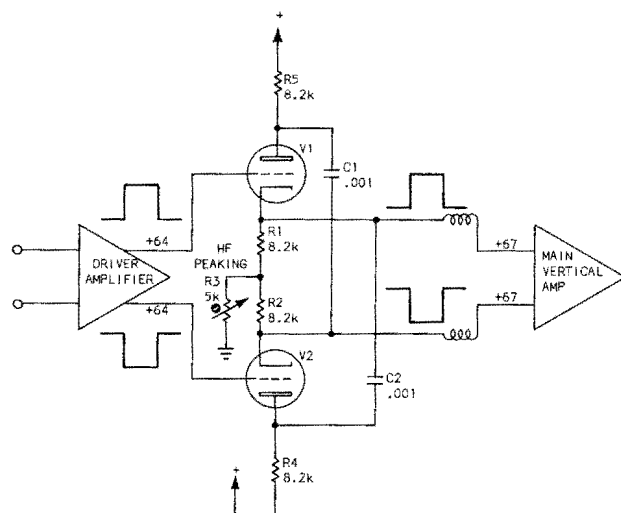 +
R5
8.2k
V1
C1
.001
+64
HF
PEAKING
R1
8.2k
+67
DRIVER
AMPLIFIER
R3
5k
MAIN
VERTICAL
AMP
+64
R2
8.2k
+67
V2
C2
.001
R4
8.2k
+